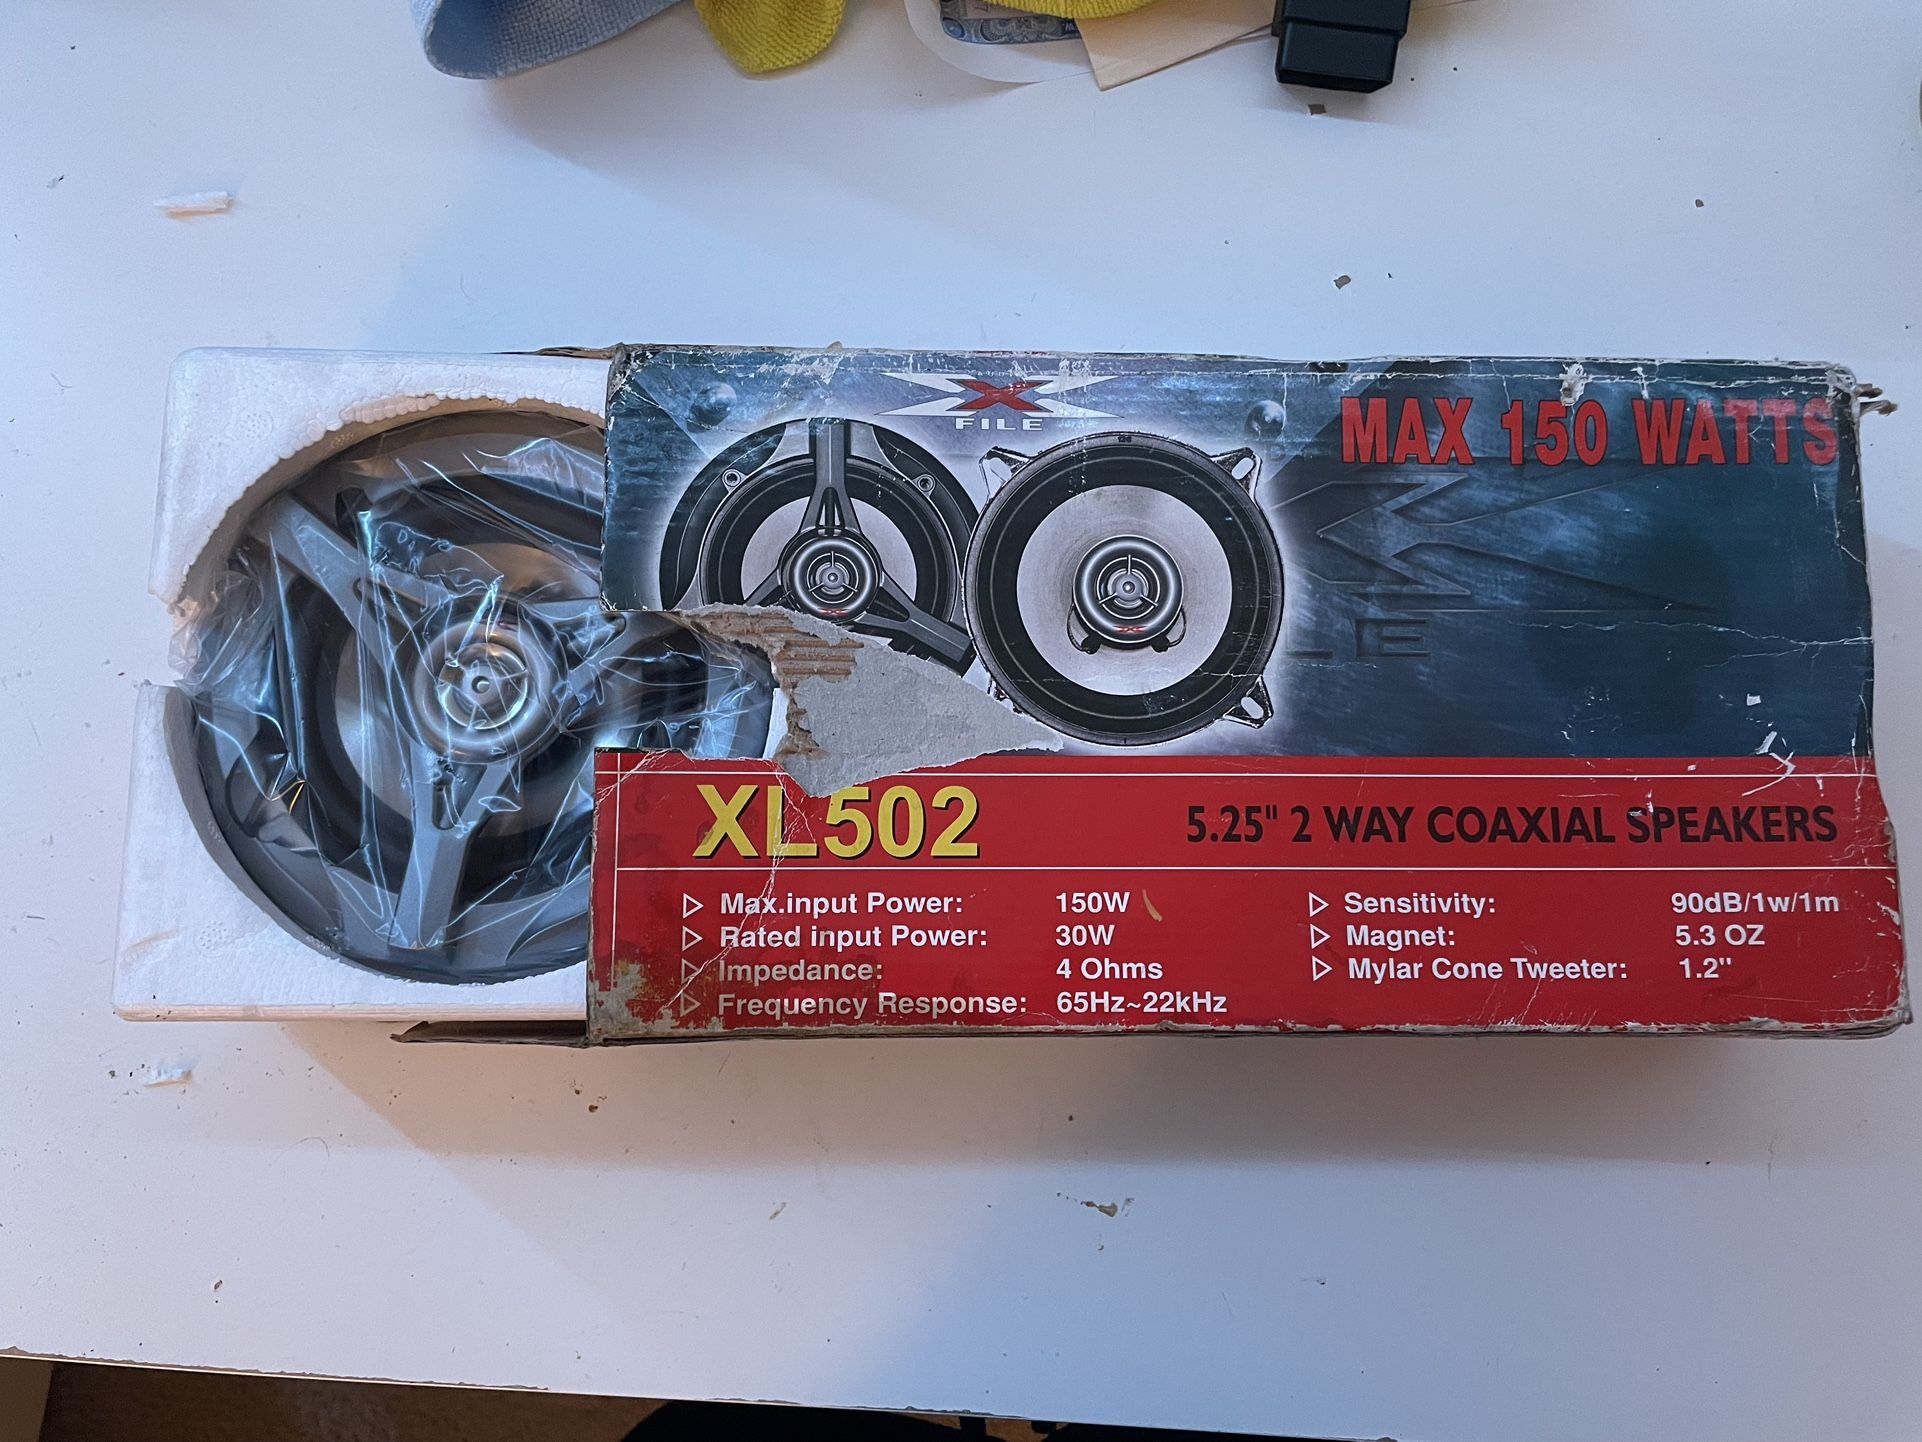 X
FILE
MAX 150 WATTS
XL502
5.25" 2 WAY COAXIAL SPEAKERS
Max.input Power: 150W
Rated input Power: 30W
Impedance: 4 Ohms
Frequency Response: 65Hz~22kHz
Sensitivity: 90dB/1w/1m
Magnet: 5.3 OZ
Mylar Cone Tweeter: 1.2"